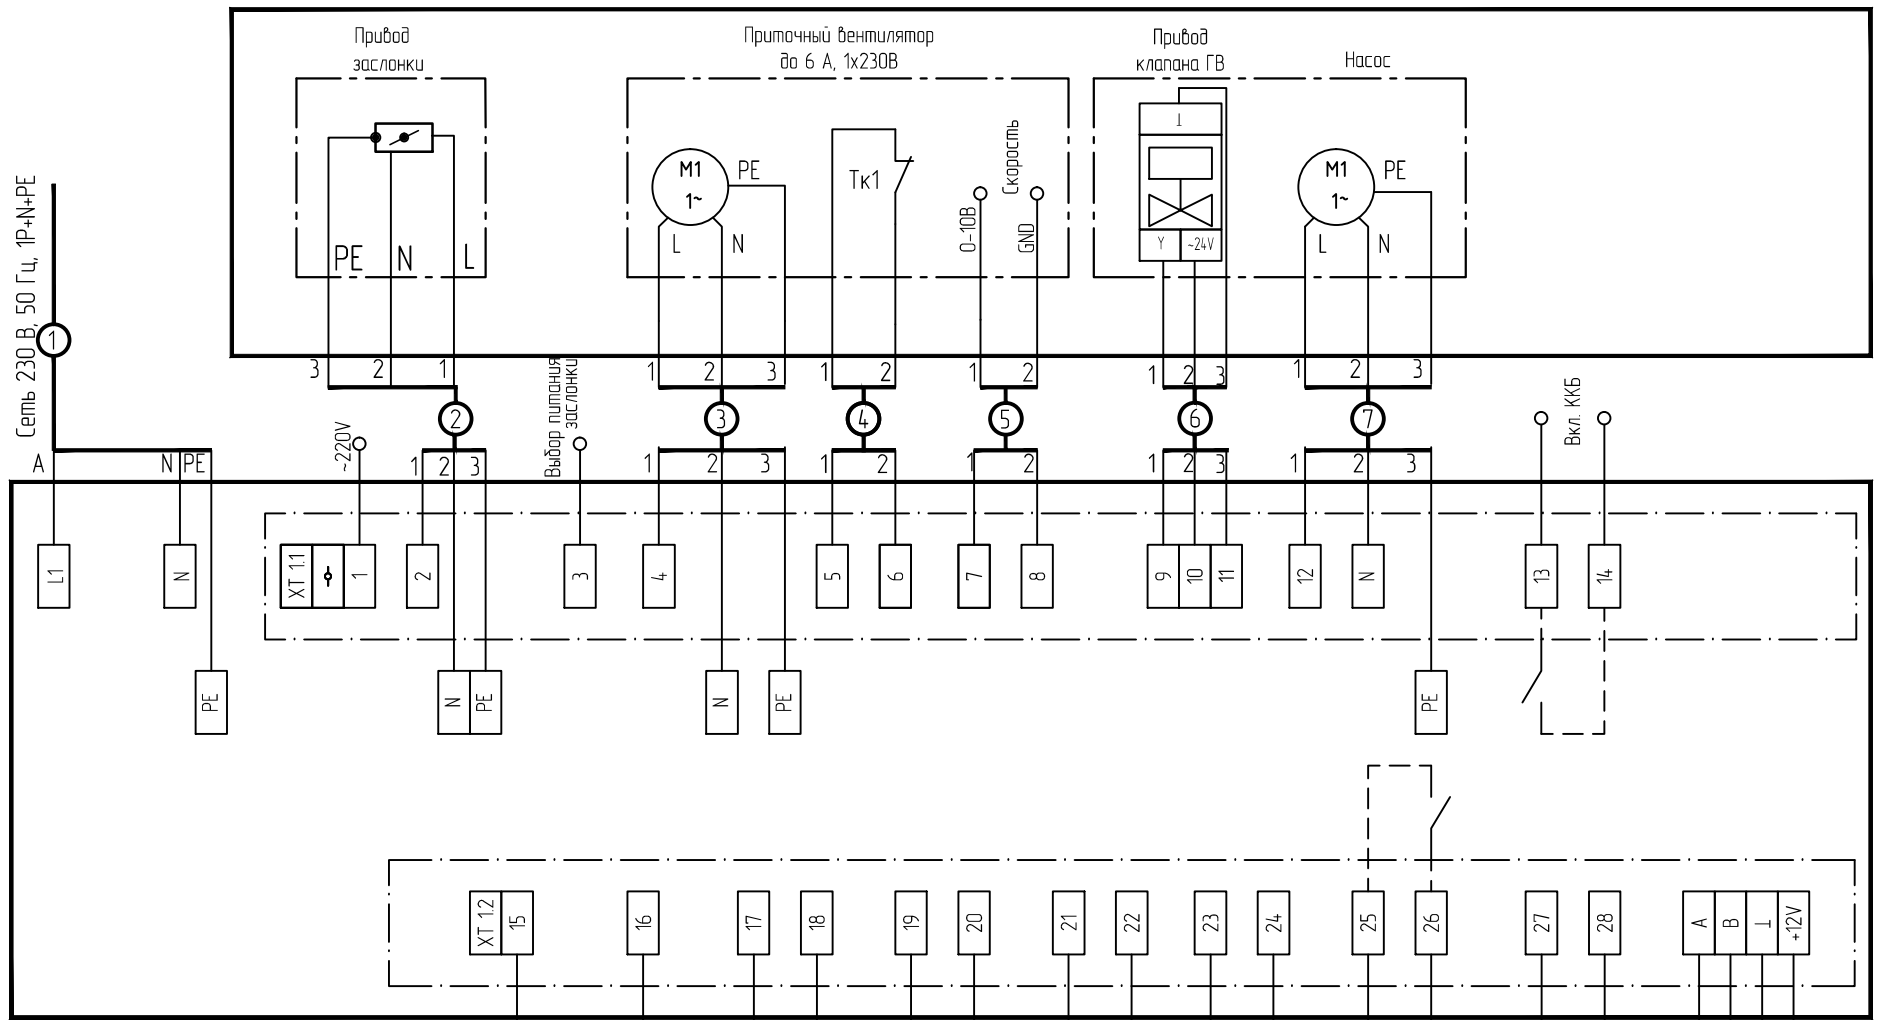 Привод
заслонки
Приточный вентилятор
до 6 А, 1х230В
Привод
клапана ГВ
Насос
М1
1~
PE
L
N
Тк1
0-10В
Скорость
GND
⊥
Y
~24V
М1
1~
PE
L
N
PE
N
L
Сеть 230 В, 50 Гц, 1P+N+PE
1
3 2 1
1 2 3
1 2
1 2
1 2 3
1 2 3
2
3
4
5
6
7
~220V
Выбор питания
заслонки
Вкл. ККБ
A
N
PE
1 2 3
1 2 3
1 2
1 2
1 2 3
1 2 3
L1
N
XT 1.1
1
2
3
4
5
6
7
8
9
10
11
12
N
13
14
PE
N
PE
N
PE
PE
XT 1.2
15
16
17
18
19
20
21
22
23
24
25
26
27
28
A
B
⊥
+12V